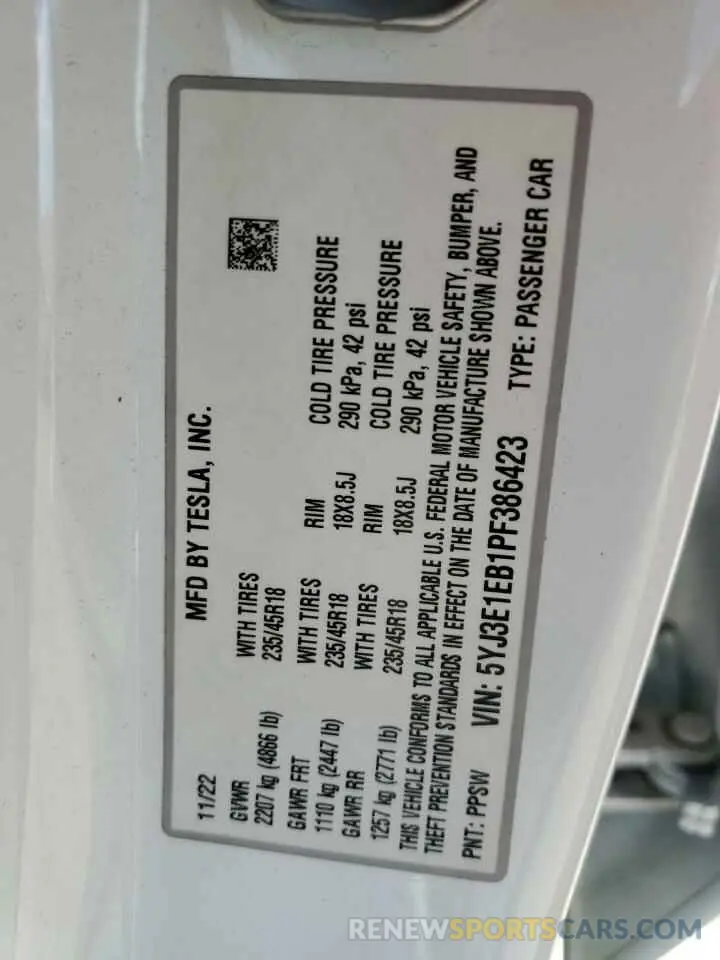 11/22 MFD BY TESLA, INC.
GVWR WITH TIRES
2207 kg (4866 lb) 235/45R18
GAWR FRT WITH TIRES RIM COLD TIRE PRESSURE
1110 kg (2447 lb) 235/45R18 18X8.5J 290 kPa, 42 psi
GAWR RR WITH TIRES RIM COLD TIRE PRESSURE
1257 kg (2771 lb) 235/45R18 18X8.5J 290 kPa, 42 psi
THIS VEHICLE CONFORMS TO ALL APPLICABLE U.S. FEDERAL MOTOR VEHICLE SAFETY, BUMPER, AND
THEFT PREVENTION STANDARDS IN EFFECT ON THE DATE OF MANUFACTURE SHOWN ABOVE.
PNT: PPSW VIN: 5YJ3E1EB1PF386423 TYPE: PASSENGER CAR
RENEWSPORTSCARS.COM